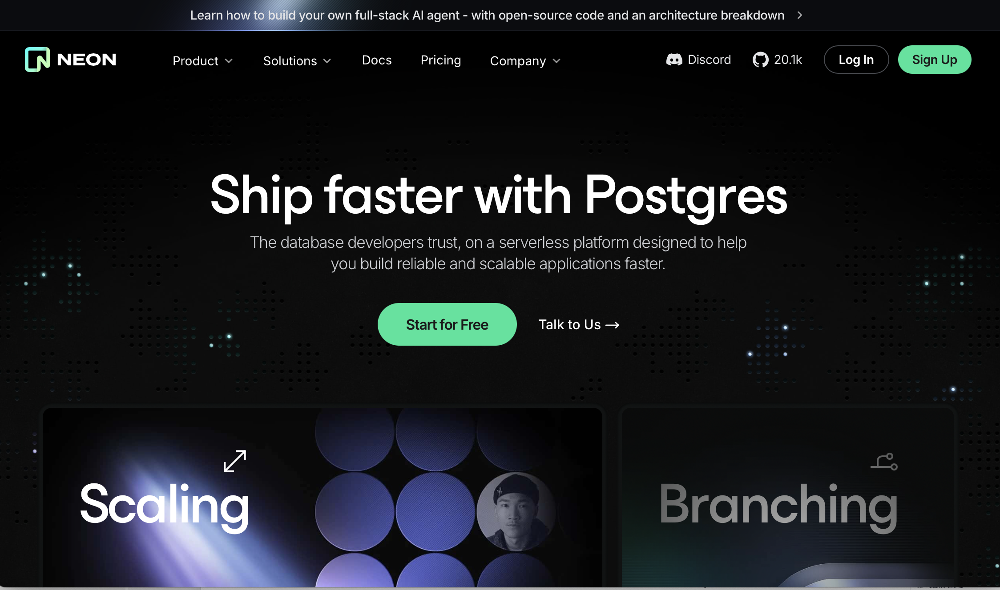 Learn how to build your own full-stack AI agent - with open-source code and an architecture breakdown
NEON
Product
Solutions
Docs
Pricing
Company
Discord
20.1k
Log In
Sign Up
Ship faster with Postgres
The database developers trust, on a serverless platform designed to help
you build reliable and scalable applications faster.
Start for Free
Talk to Us →
Scaling
Branching